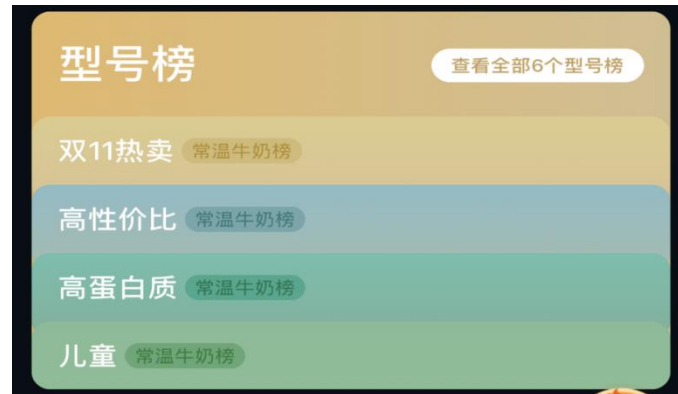 型号榜
查看全部6个型号榜
双11热卖 常温牛奶榜
高性价比 常温牛奶榜
高蛋白质 常温牛奶榜
儿童 常温牛奶榜